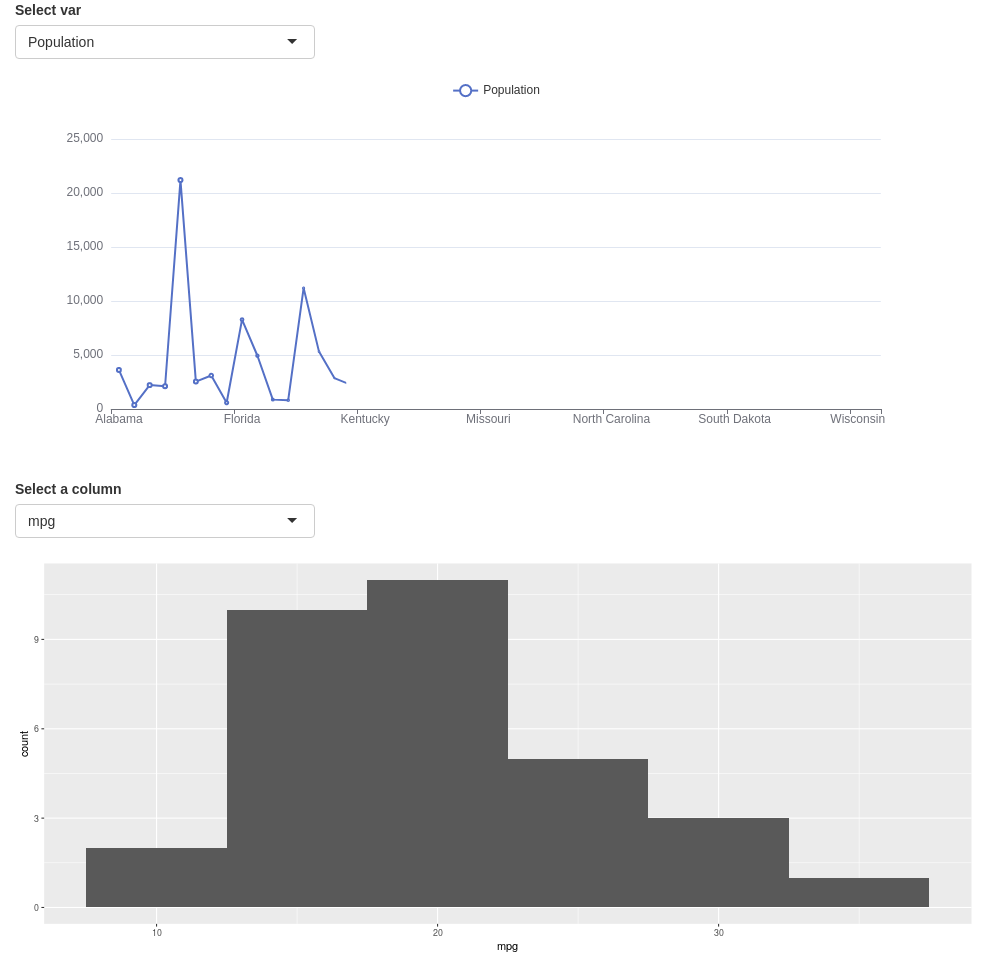 Select var
Population
Population
25,000
20,000
15,000
10,000
5,000
0
Alabama Florida Kentucky Missouri North Carolina South Dakota Wisconsin
Select a column
mpg
9
6
count
3
0
10 20 30
mpg